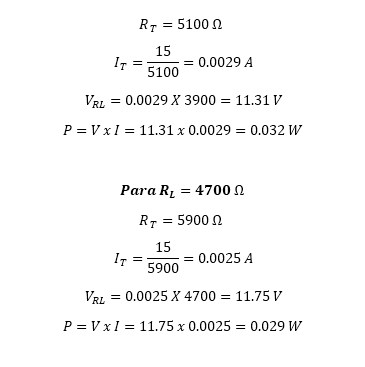 R_T = 5100 Ω
I_T = 15/5100 = 0.0029 A
V_RL = 0.0029 X 3900 = 11.31 V
P = V x I = 11.31 x 0.0029 = 0.032 W
Para R_L = 4700 Ω
R_T = 5900 Ω
I_T = 15/5900 = 0.0025 A
V_RL = 0.0025 X 4700 = 11.75 V
P = V x I = 11.75 x 0.0025 = 0.029 W